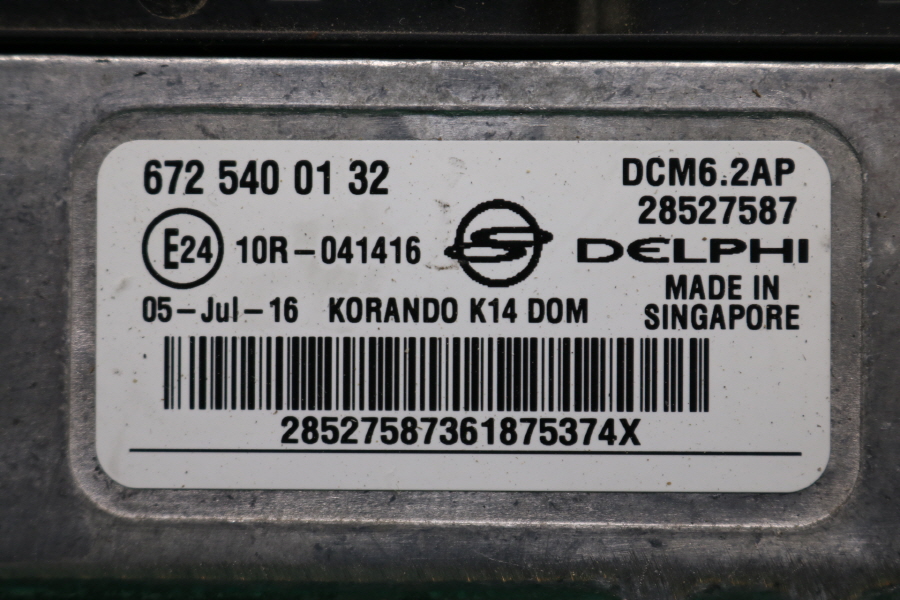 672 540 01 32
DCM6.2AP
28527587
E24 10R-041416
DELPHI
MADE IN
SINGAPORE
05-Jul-16 KORANDO K14 DOM
28527587361875374X